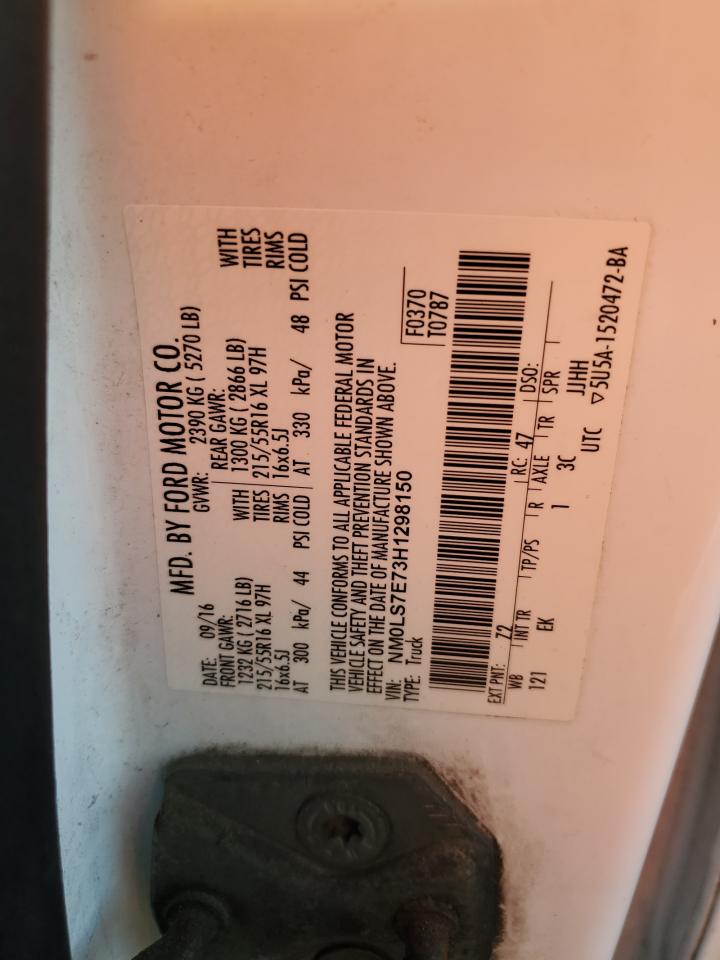 MFD. BY FORD MOTOR CO.
DATE: 09/16 GVWR: 2390 KG ( 5270 LB)
FRONT GAWR: REAR GAWR:
1232 KG ( 2716 LB) WITH 1300 KG ( 2866 LB) WITH
215/55R16 XL 97H TIRES 215/55R16 XL 97H TIRES
16x6.5J RIMS 16x6.5J RIMS
AT 300 kPa/ 44 PSI COLD AT 330 kPa/ 48 PSI COLD
THIS VEHICLE CONFORMS TO ALL APPLICABLE FEDERAL MOTOR
VEHICLE SAFETY AND THEFT PREVENTION STANDARDS IN
EFFECT ON THE DATE OF MANUFACTURE SHOWN ABOVE.
VIN: NM0LS7E73H1298150
TYPE: Truck
F0370
T0787
EXT PNT: Z2 RC: 47 DSO:
WB INT TR TP/PS R AXLE TR SPR
121 EK 1 3C JJHH
UTC ▽5U5A-1520472-BA